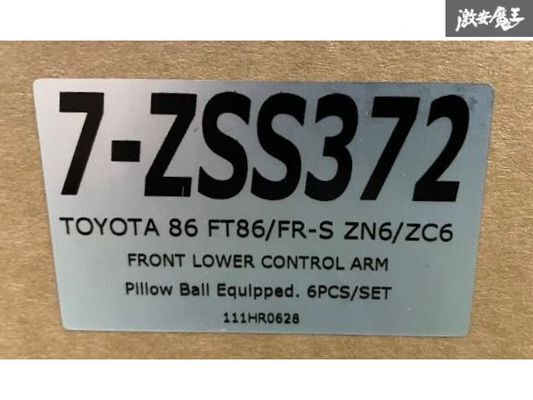 激安魔王
7-ZSS372
TOYOTA 86 FT86/FR-S ZN6/ZC6
FRONT LOWER CONTROL ARM
Pillow Ball Equipped. 6PCS/SET
111HR0628